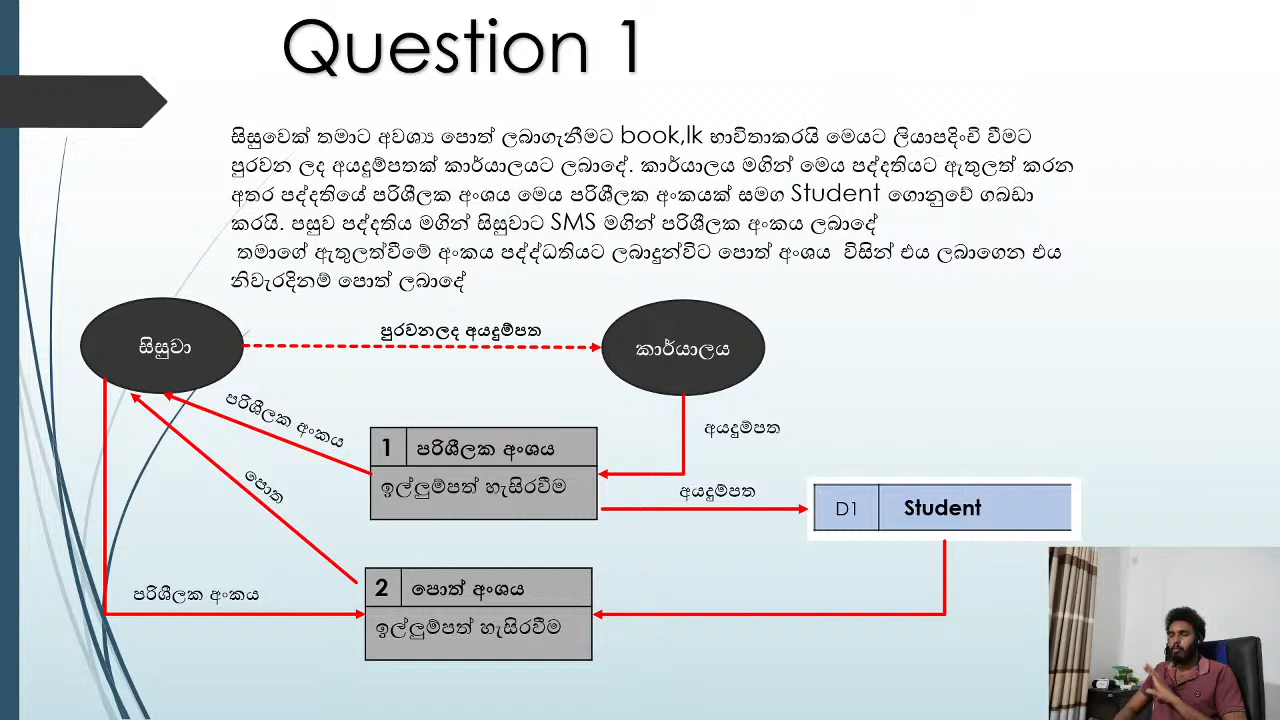 Question 1
සිසුවෙක් තමාට අවශ්‍ය පොත් ලබාගැනීමට book,lk භාවිතාකරයි මෙයට ලියාපදිංචි වීමට
පුරවන ලද අයදුම්පතක් කාර්යාලයට ලබාදේ. කාර්යාලය මගින් මෙය පද්දතියට ඇතුලත් කරන
අතර පද්දතියේ පරිශීලක අංශය මෙය පරිශීලක අංකයක් සමග Student ගොනුවේ ගබඩා
කරයි. පසුව පද්දතිය මගින් සිසුවාට SMS මගින් පරිශීලක අංකය ලබාදේ
තමාගේ ඇතුලත්වීමේ අංකය පද්ද්ධතියට ලබාදුන්විට පොත් අංශය විසින් එය ලබාගෙන එය
නිවැරදිනම් පොත් ලබාදේ
සිසුවා
පුරවනලද අයදුම්පත
කාර්යාලය
පරිශීලක අංකය
අයදුම්පත
1 පරිශීලක අංශය
ඉල්ලුම්පත් හැසිරවීම
පොත
අයදුම්පත
D1 Student
පරිශීලක අංකය
2 පොත් අංශය
ඉල්ලුම්පත් හැසිරවීම